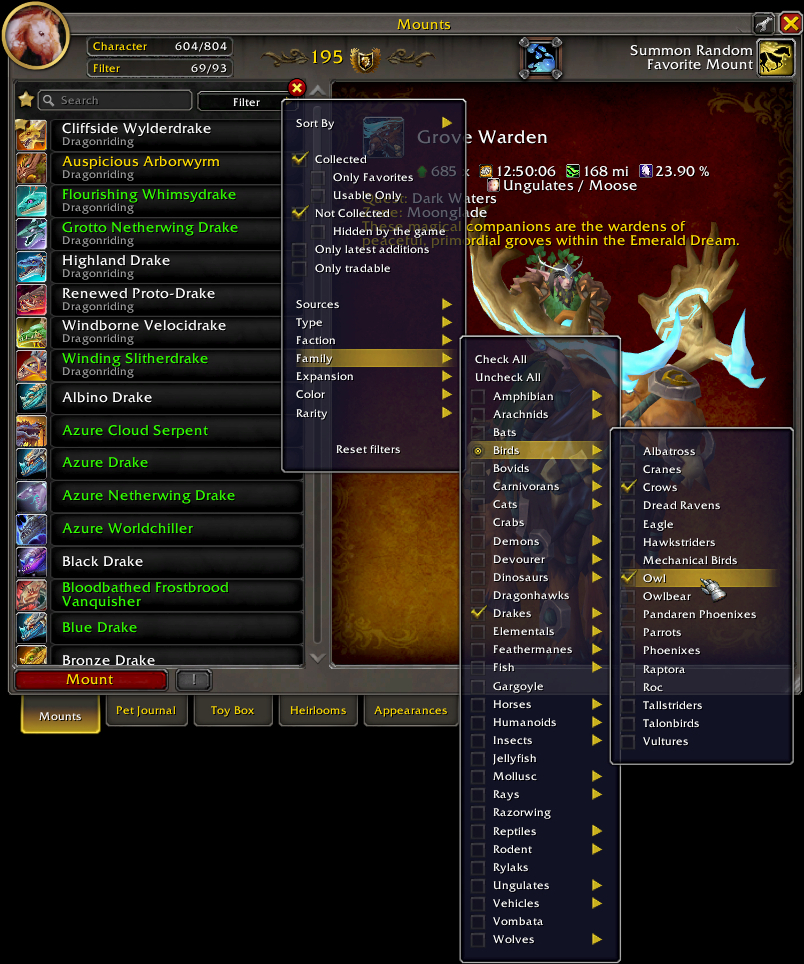 Mounts
Character 604/804
Filter 69/93
195
Summon Random
Favorite Mount
Search
Filter
Cliffside Wylderdrake
Dragonriding
Auspicious Arborwyrm
Dragonriding
Flourishing Whimsydrake
Dragonriding
Grotto Netherwing Drake
Dragonriding
Highland Drake
Dragonriding
Renewed Proto-Drake
Dragonriding
Windborne Velocidrake
Dragonriding
Winding Slitherdrake
Dragonriding
Albino Drake
Azure Cloud Serpent
Azure Drake
Azure Netherwing Drake
Azure Worldchiller
Black Drake
Bloodbathed Frostbrood
Vanquisher
Blue Drake
Bronze Drake
Mount
!
Mounts
Pet Journal
Toy Box
Heirlooms
Appearances
Grove Warden
685 x 12:50:06 168 mi 23.90 %
Ungulates / Moose
Quest: Dark Waters
Zone: Moonglade
These magical companions are the wardens of
peaceful, primordial groves within the Emerald Dream.
Sort By
Collected
Only Favorites
Usable Only
Not Collected
Hidden by the game
Only latest additions
Only tradable
Sources
Type
Faction
Family
Expansion
Color
Rarity
Reset filters
Check All
Uncheck All
Amphibian
Arachnids
Bats
Birds
Bovids
Carnivorans
Cats
Crabs
Demons
Devourer
Dinosaurs
Dragonhawks
Drakes
Elementals
Feathermanes
Fish
Gargoyle
Horses
Humanoids
Insects
Jellyfish
Mollusc
Rays
Razorwing
Reptiles
Rodent
Rylaks
Ungulates
Vehicles
Vombata
Wolves
Albatross
Cranes
Crows
Dread Ravens
Eagle
Hawkstriders
Mechanical Birds
Owl
Owlbear
Pandaren Phoenixes
Parrots
Phoenixes
Raptora
Roc
Tallstriders
Talonbirds
Vultures